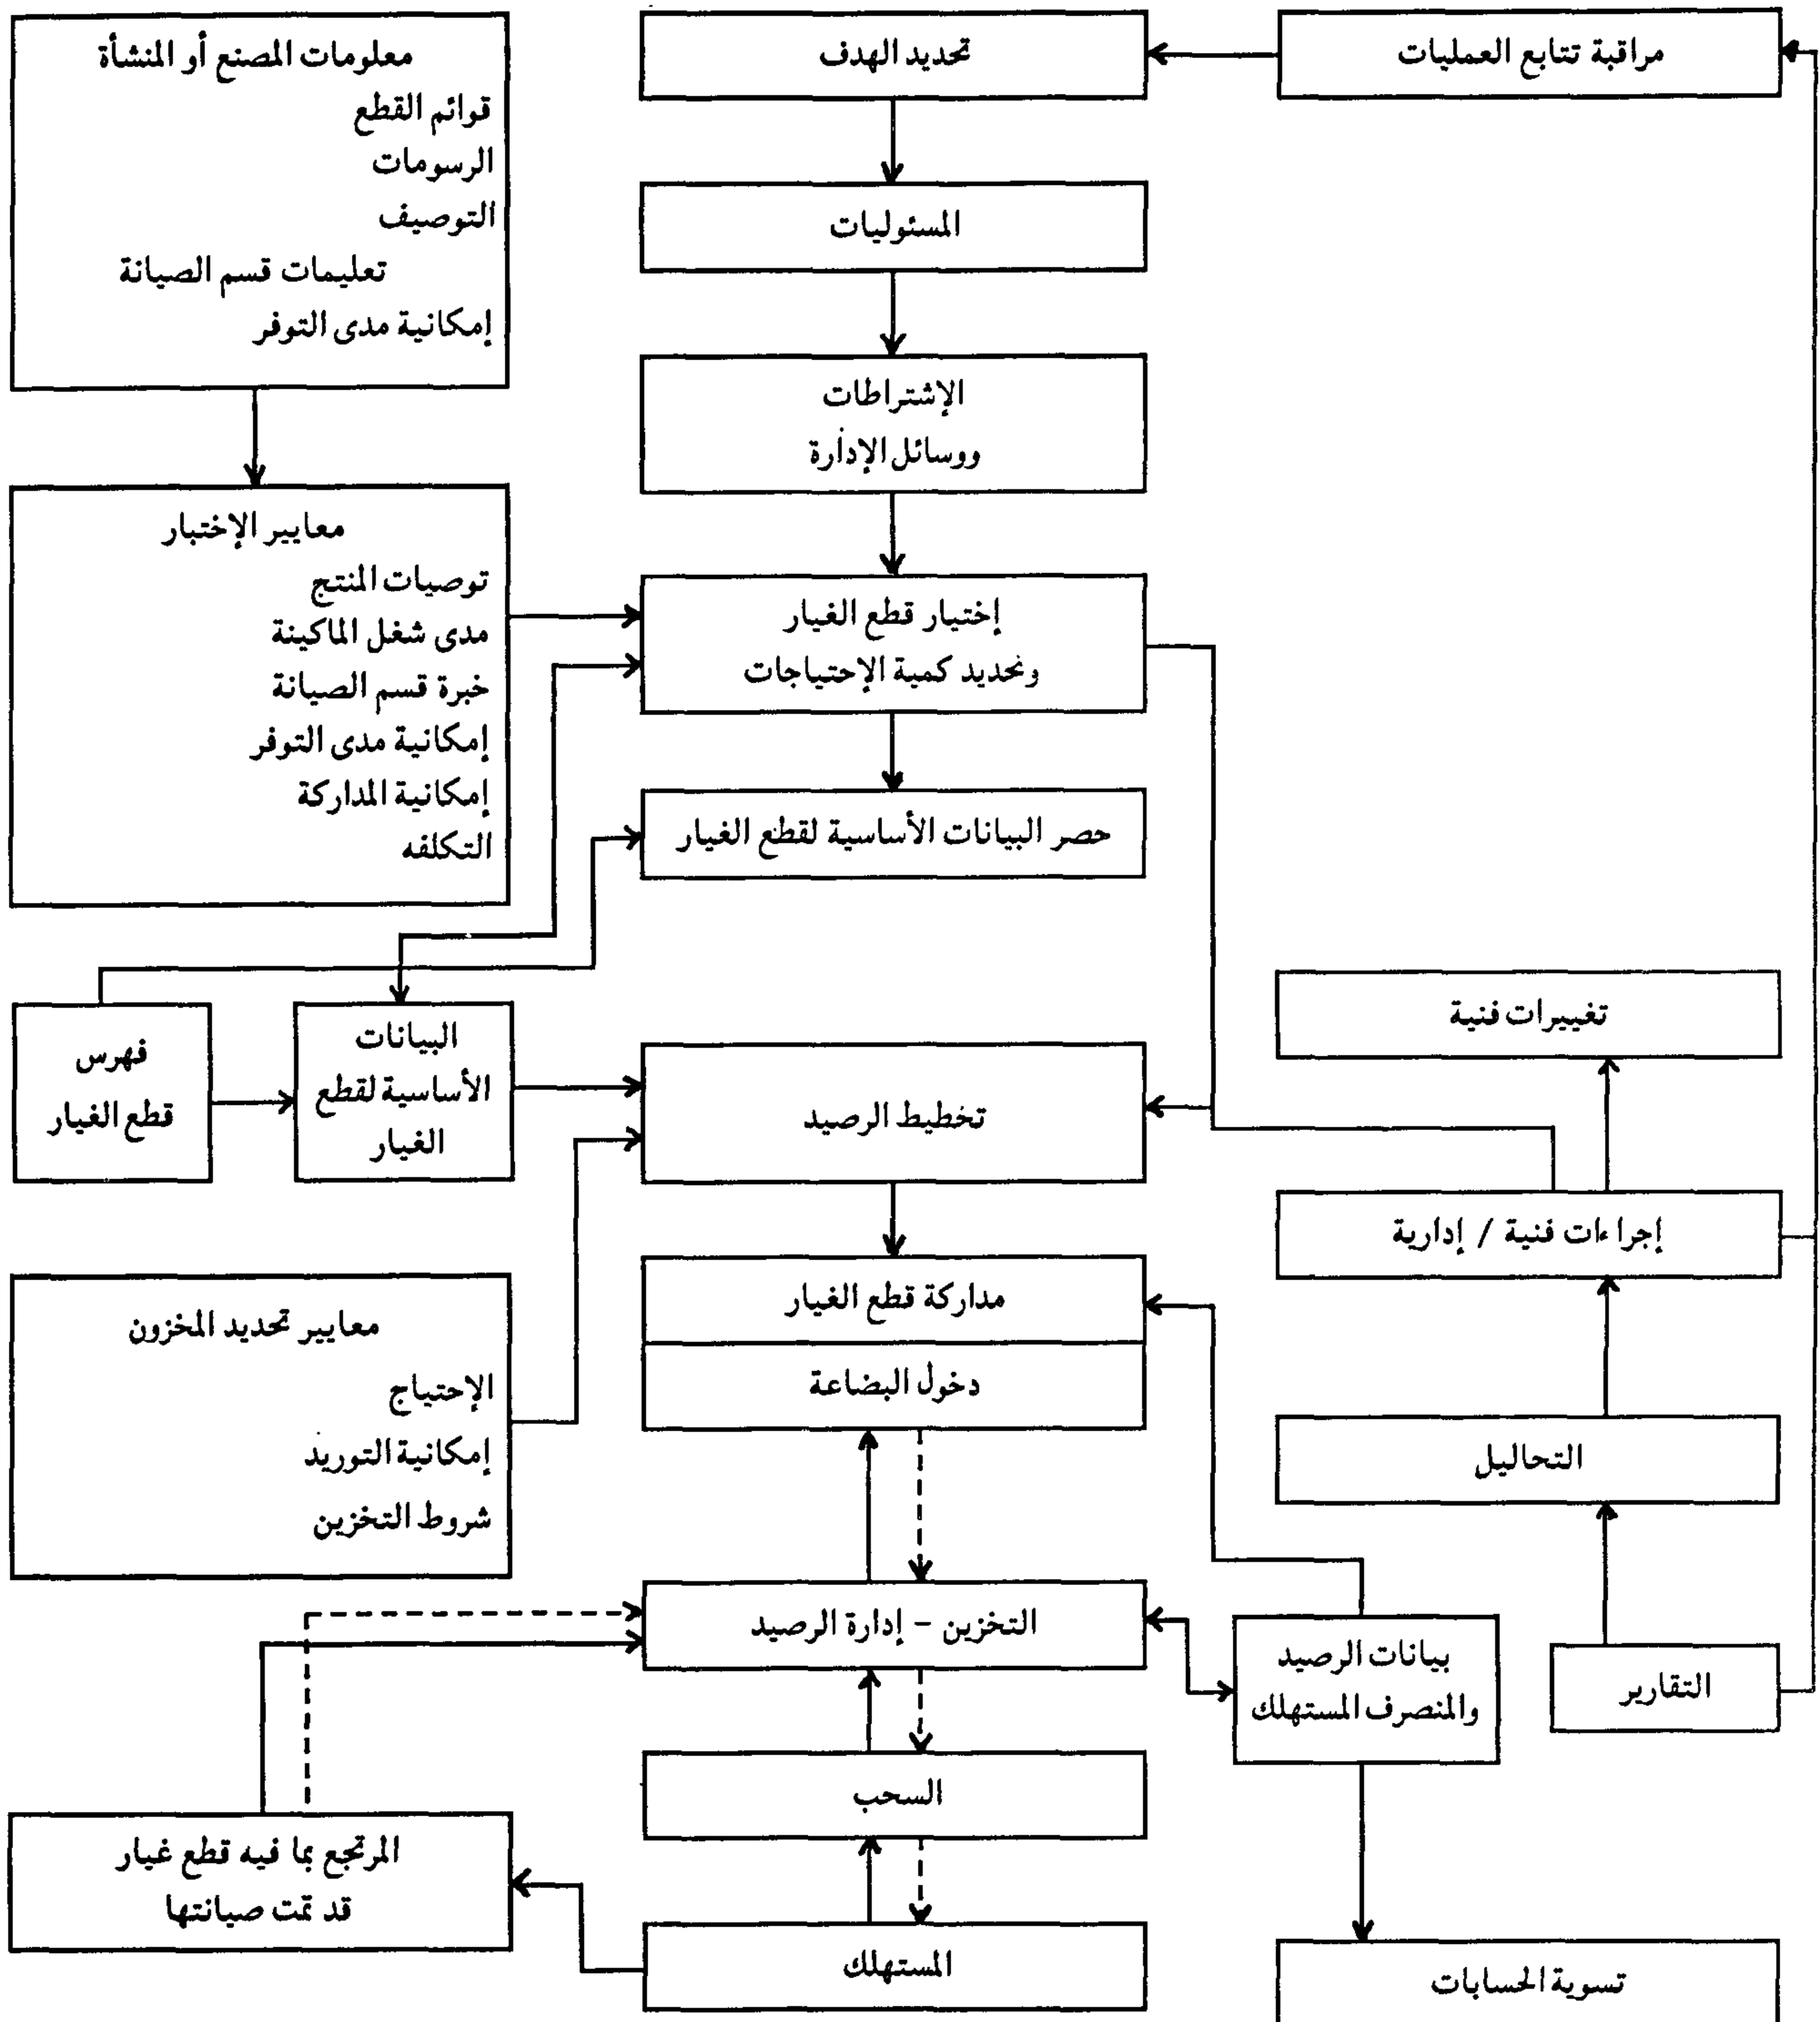 مراقبة تتابع العمليات
تحديد الهدف
المسئوليات
الإشتراطات
ووسائل الإدارة
إختيار قطع الغيار
وتحديد كمية الإحتياجات
حصر البيانات الأساسية لقطع الغيار
معلومات المصنع أو المنشأة
قوائم القطع
الرسومات
التوصيف
تعليمات قسم الصيانة
إمكانية مدى التوفر
معايير الإختبار
توصيات المنتج
مدى شغل الماكينة
خبرة قسم الصيانة
إمكانية مدى التوفر
إمكانية المداركة
التكلفه
فهرس
قطع الغيار
البيانات
الأساسية لقطع
الغيار
تخطيط الرصيد
تغييرات فنية
إجراءات فنية / إدارية
معايير تحديد المخزون
الإحتياج
إمكانية التوريد
شروط التخزين
مداركة قطع الغيار
دخول البضاعة
التحاليل
التخزين – إدارة الرصيد
بيانات الرصيد
والمنصرف المستهلك
التقارير
السحب
المرتجع بما فيه قطع غيار
قد تمت صيانتها
المستهلك
تسوية الحسابات